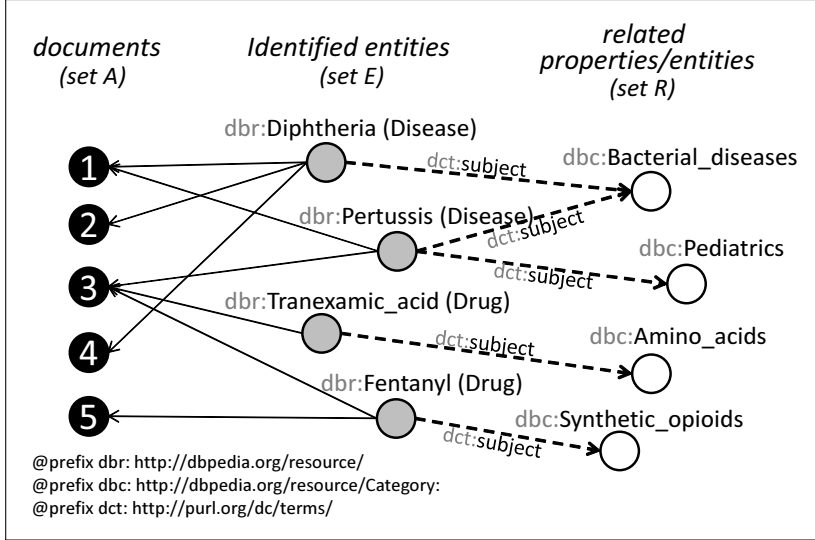 documents
(set A)
Identified entities
(set E)
related
properties/entities
(set R)
dbr:Diphtheria (Disease)
dct:subject
dbc:Bacterial_diseases
1
2
dbr:Pertussis (Disease)
dct:subject
dct:subject
dbc:Pediatrics
3
dbr:Tranexamic_acid (Drug)
dct:subject
dbc:Amino_acids
4
dbr:Fentanyl (Drug)
dct:subject
dbc:Synthetic_opioids
5
@prefix dbr: http://dbpedia.org/resource/
@prefix dbc: http://dbpedia.org/resource/Category:
@prefix dct: http://purl.org/dc/terms/